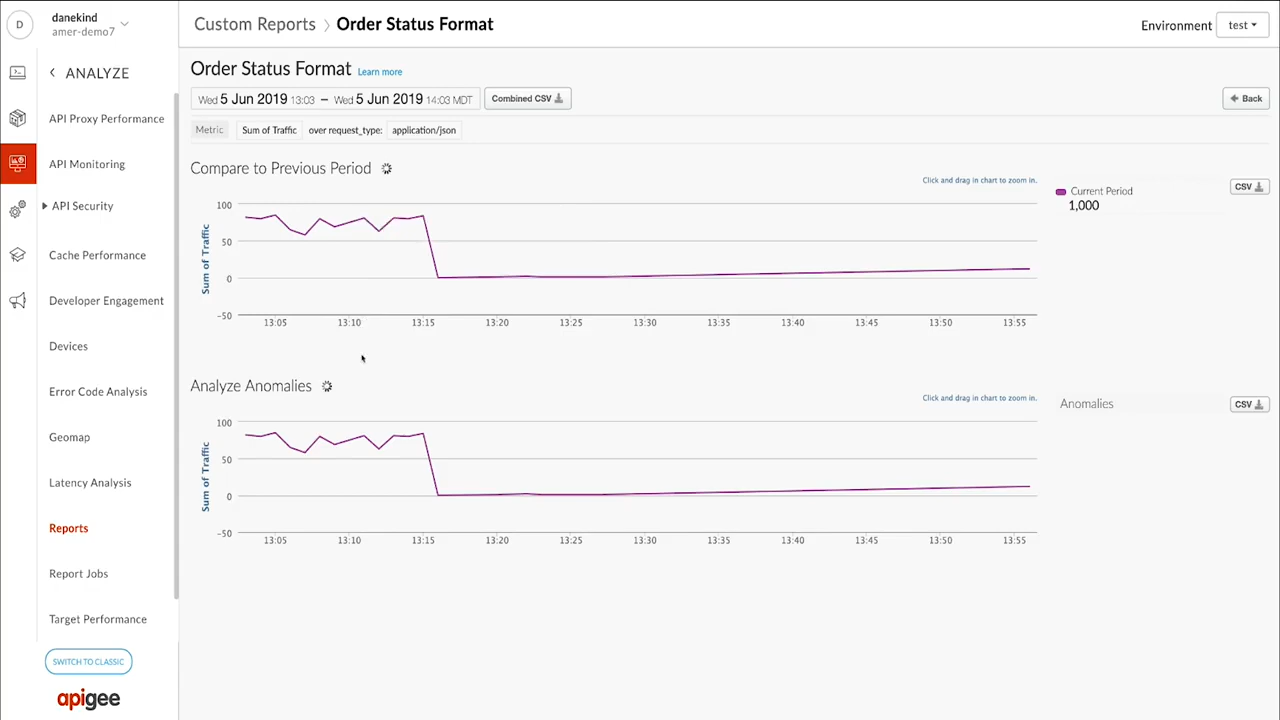 D
danekind
amer-demo7
Custom Reports
Order Status Format
Environment
test
ANALYZE
API Proxy Performance
API Monitoring
API Security
Cache Performance
Developer Engagement
Devices
Error Code Analysis
Geomap
Latency Analysis
Reports
Report Jobs
Target Performance
SWITCH TO CLASSIC
apigee
Order Status Format Learn more
Wed 5 Jun 2019 13:03 – Wed 5 Jun 2019 14:03 MDT
Combined CSV
Back
Metric Sum of Traffic over request_type: application/json
Compare to Previous Period
Click and drag in chart to zoom in.
Sum of Traffic
100
50
0
-50
13:05 13:10 13:15 13:20 13:25 13:30 13:35 13:40 13:45 13:50 13:55
Current Period
1,000
CSV
Analyze Anomalies
Click and drag in chart to zoom in.
Sum of Traffic
100
50
0
-50
13:05 13:10 13:15 13:20 13:25 13:30 13:35 13:40 13:45 13:50 13:55
Anomalies
CSV